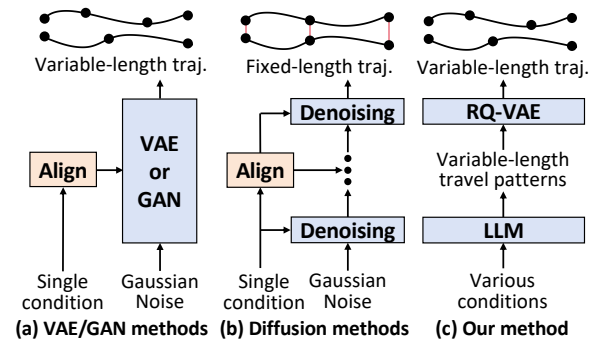 Variable-length traj.
VAE
or
GAN
Align
Single
condition
Gaussian
Noise
(a) VAE/GAN methods
Fixed-length traj.
Denoising
Align
Denoising
Single
condition
Gaussian
Noise
(b) Diffusion methods
Variable-length traj.
RQ-VAE
Variable-length
travel patterns
LLM
Various
conditions
(c) Our method